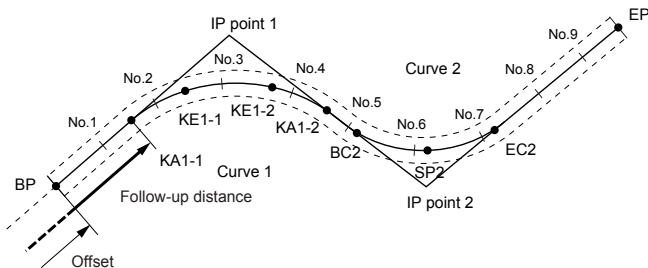 EP
IP point 1
No.9
No.3
No.2
No.4
Curve 2
No.8
No.1
KE1-1
KE1-2
No.5
KA1-2
No.6
No.7
BC2
EC2
KA1-1
Curve 1
SP2
BP
IP point 2
Follow-up distance
Offset